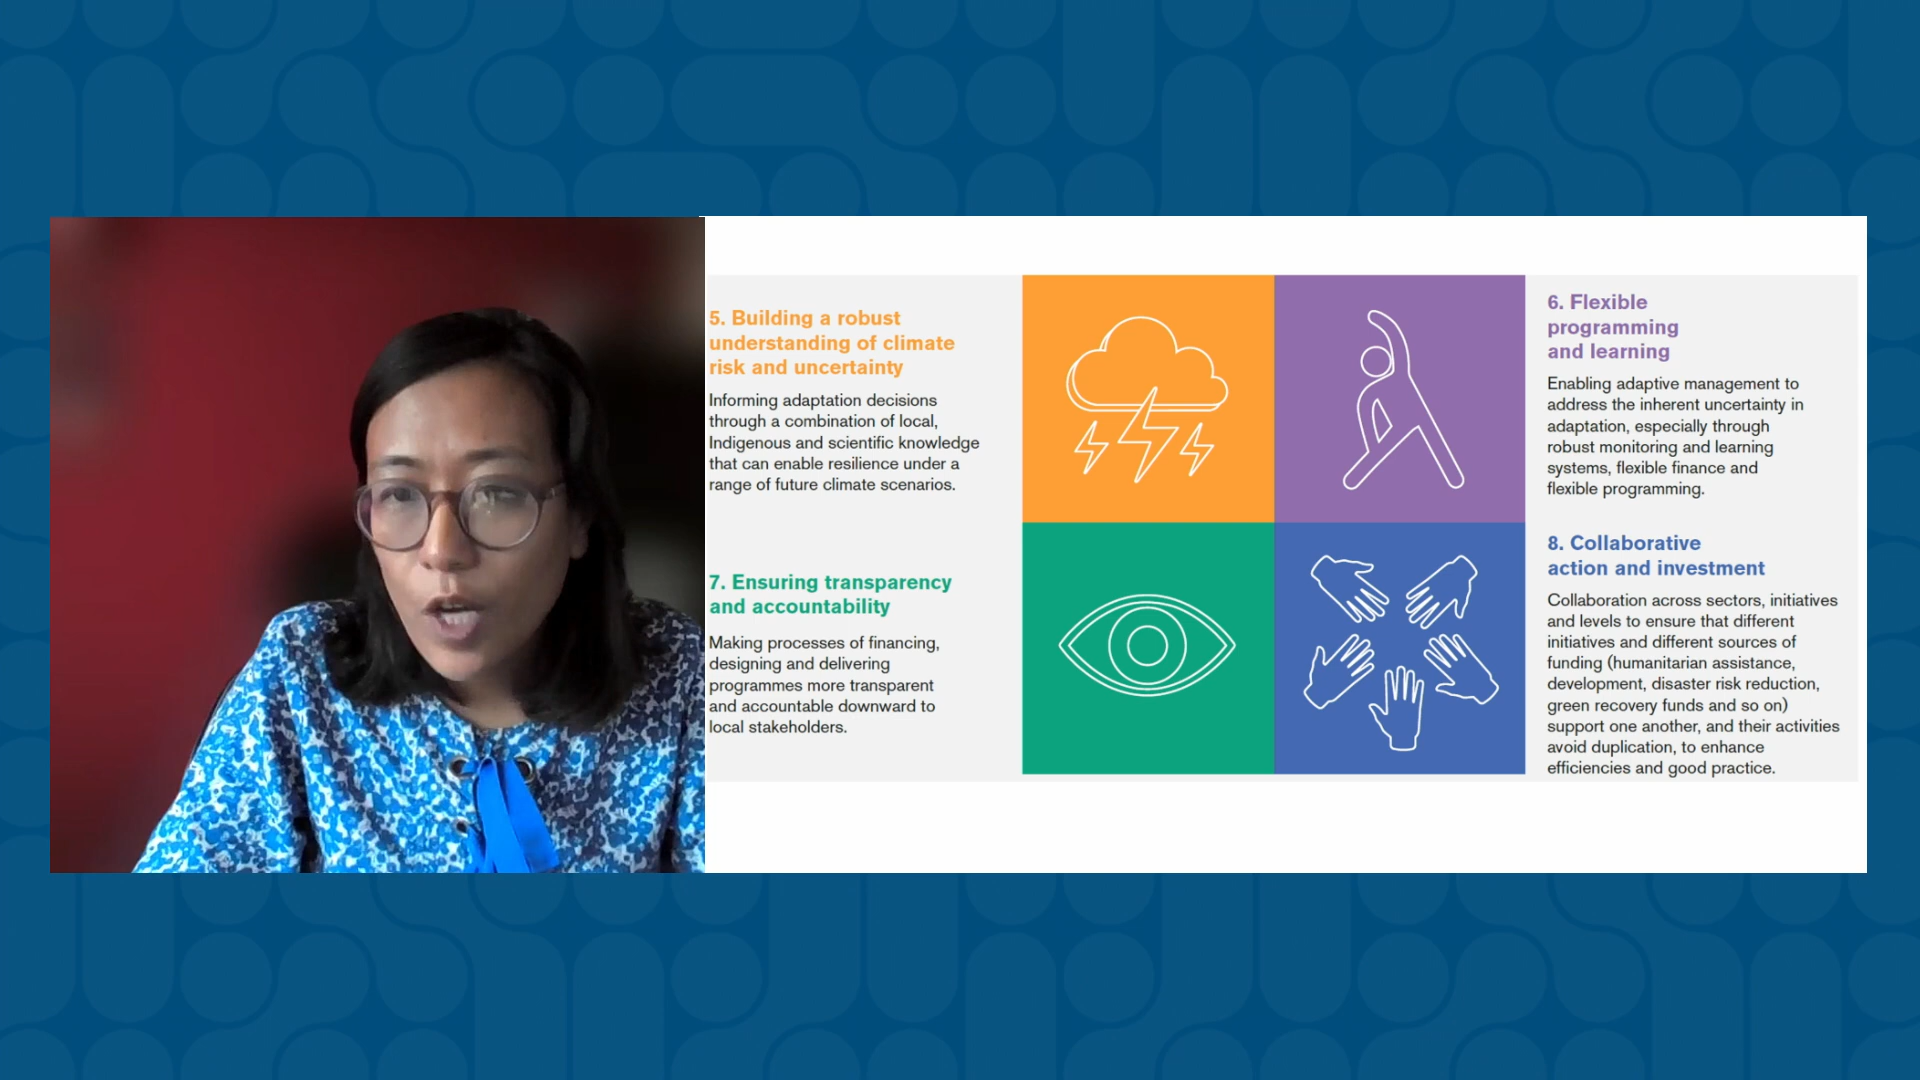 5. Building a robust
understanding of climate
risk and uncertainty
Informing adaptation decisions
through a combination of local,
Indigenous and scientific knowledge
that can enable resilience under a
range of future climate scenarios.
6. Flexible
programming
and learning
Enabling adaptive management to
address the inherent uncertainty in
adaptation, especially through
robust monitoring and learning
systems, flexible finance and
flexible programming.
7. Ensuring transparency
and accountability
Making processes of financing,
designing and delivering
programmes more transparent
and accountable downward to
local stakeholders.
8. Collaborative
action and investment
Collaboration across sectors, initiatives
and levels to ensure that different
initiatives and different sources of
funding (humanitarian assistance,
development, disaster risk reduction,
green recovery funds and so on)
support one another, and their activities
avoid duplication, to enhance
efficiencies and good practice.